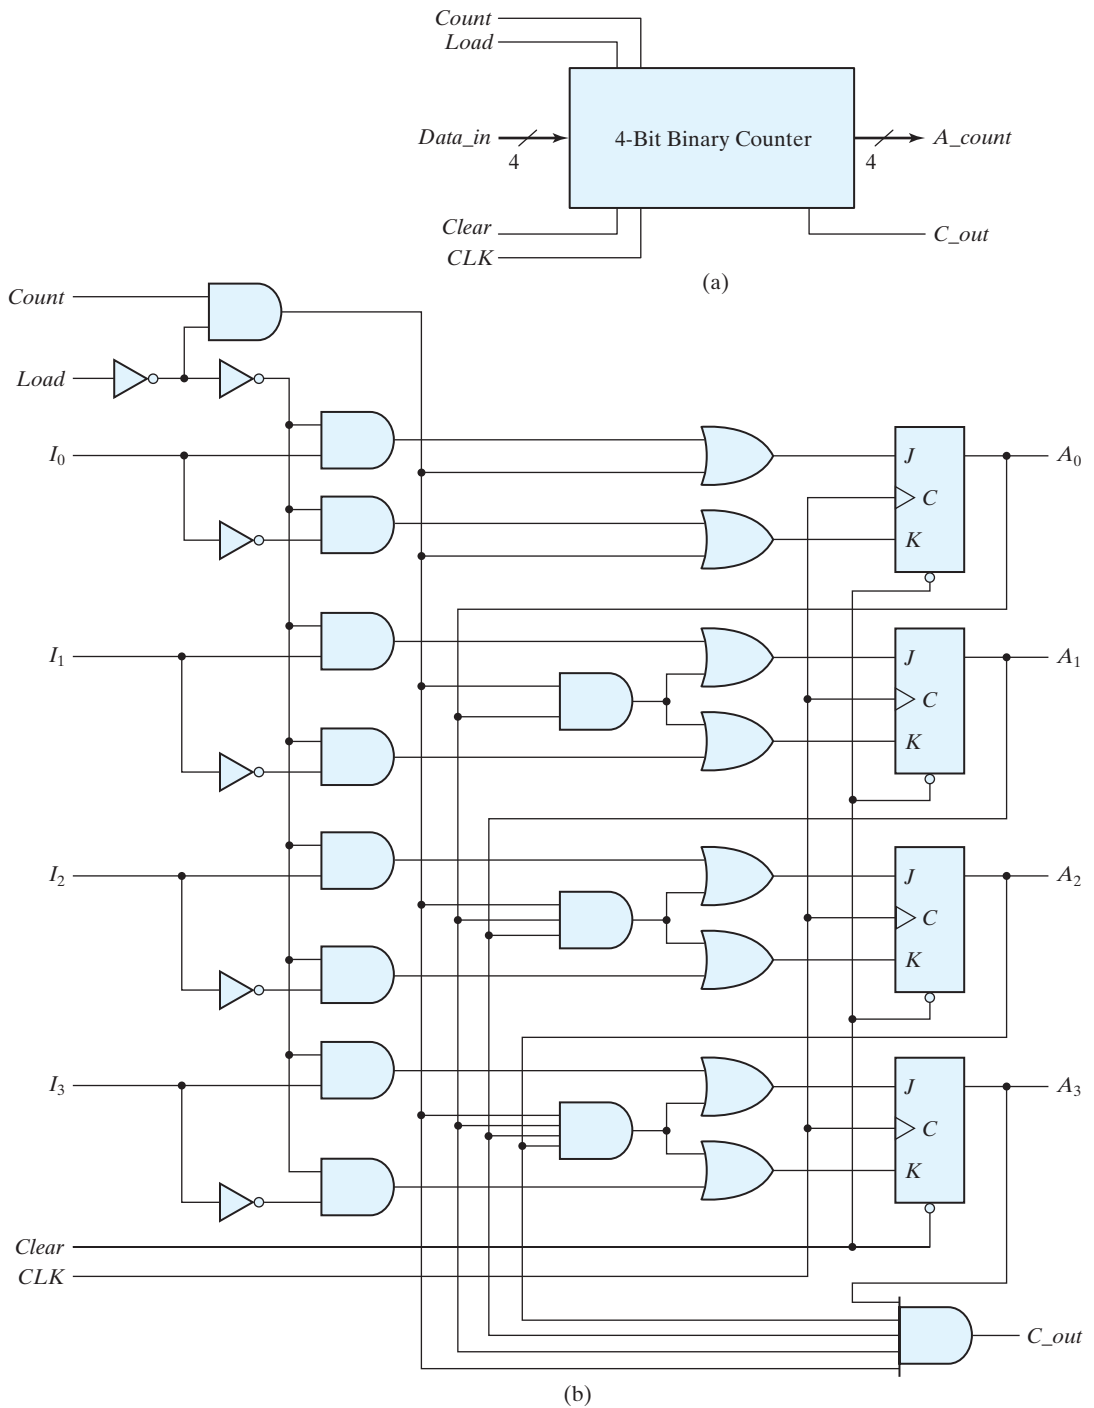 Count
Load
Data_in
4
4-Bit Binary Counter
4
A_count
Clear
CLK
C_out
(a)
Count
Load
I0
J
A0
C
K
I1
J
A1
C
K
I2
J
A2
C
K
I3
J
A3
C
K
Clear
CLK
C_out
(b)